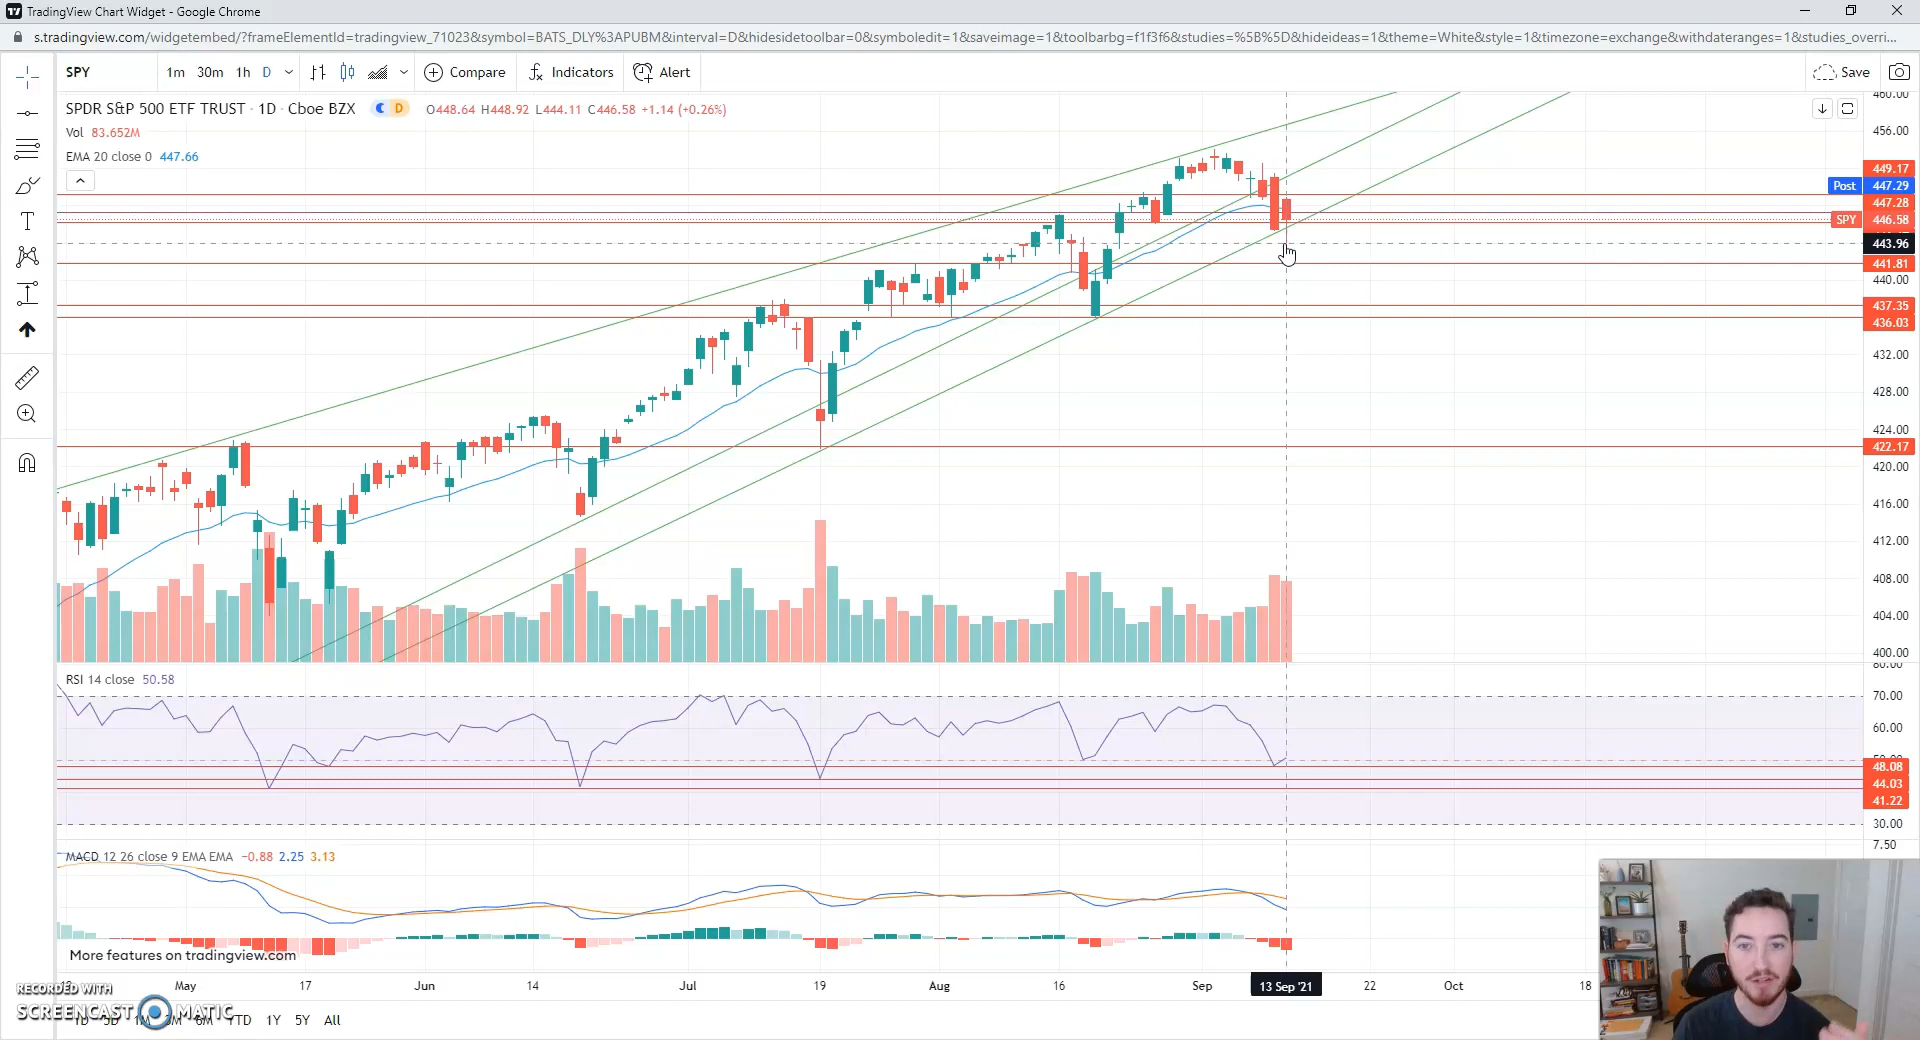 TradingView Chart Widget - Google Chrome
s.tradingview.com/widgetembed/?frameElementId=tradingview_71023&symbol=BATS_DLY%3APUBM&interval=D&hidesidetoolbar=0&symboledit=1&saveimage=1&toolbarbg=f1f3f6&studies=%5B%5D&hideideas=1&theme=White&style=1&timezone=exchange&withdateranges=1&studies_overri...
SPY 1m 30m 1h D Compare Indicators Alert Save
SPDR S&P 500 ETF TRUST · 1D · Cboe BZX D O448.64 H448.92 L444.11 C446.58 +1.14 (+0.26%)
Vol 83.652M
EMA 20 close 0 447.66
460.00
456.00
449.17
Post 447.29
447.28
SPY 446.58
443.96
441.81
440.00
437.35
436.03
432.00
428.00
424.00
422.17
420.00
416.00
412.00
408.00
404.00
400.00
80.00
RSI 14 close 50.58
70.00
60.00
50.00
48.08
44.03
41.22
30.00
7.50
MACD 12 26 close 9 EMA EMA −0.88 2.25 3.13
More features on tradingview.com
May 17 Jun 14 Jul 19 Aug 16 Sep 13 Sep '21 22 Oct 18
RECORDED WITH
SCREENCAST MATIC
1D 5D 1M 3M 6M YTD 1Y 5Y All